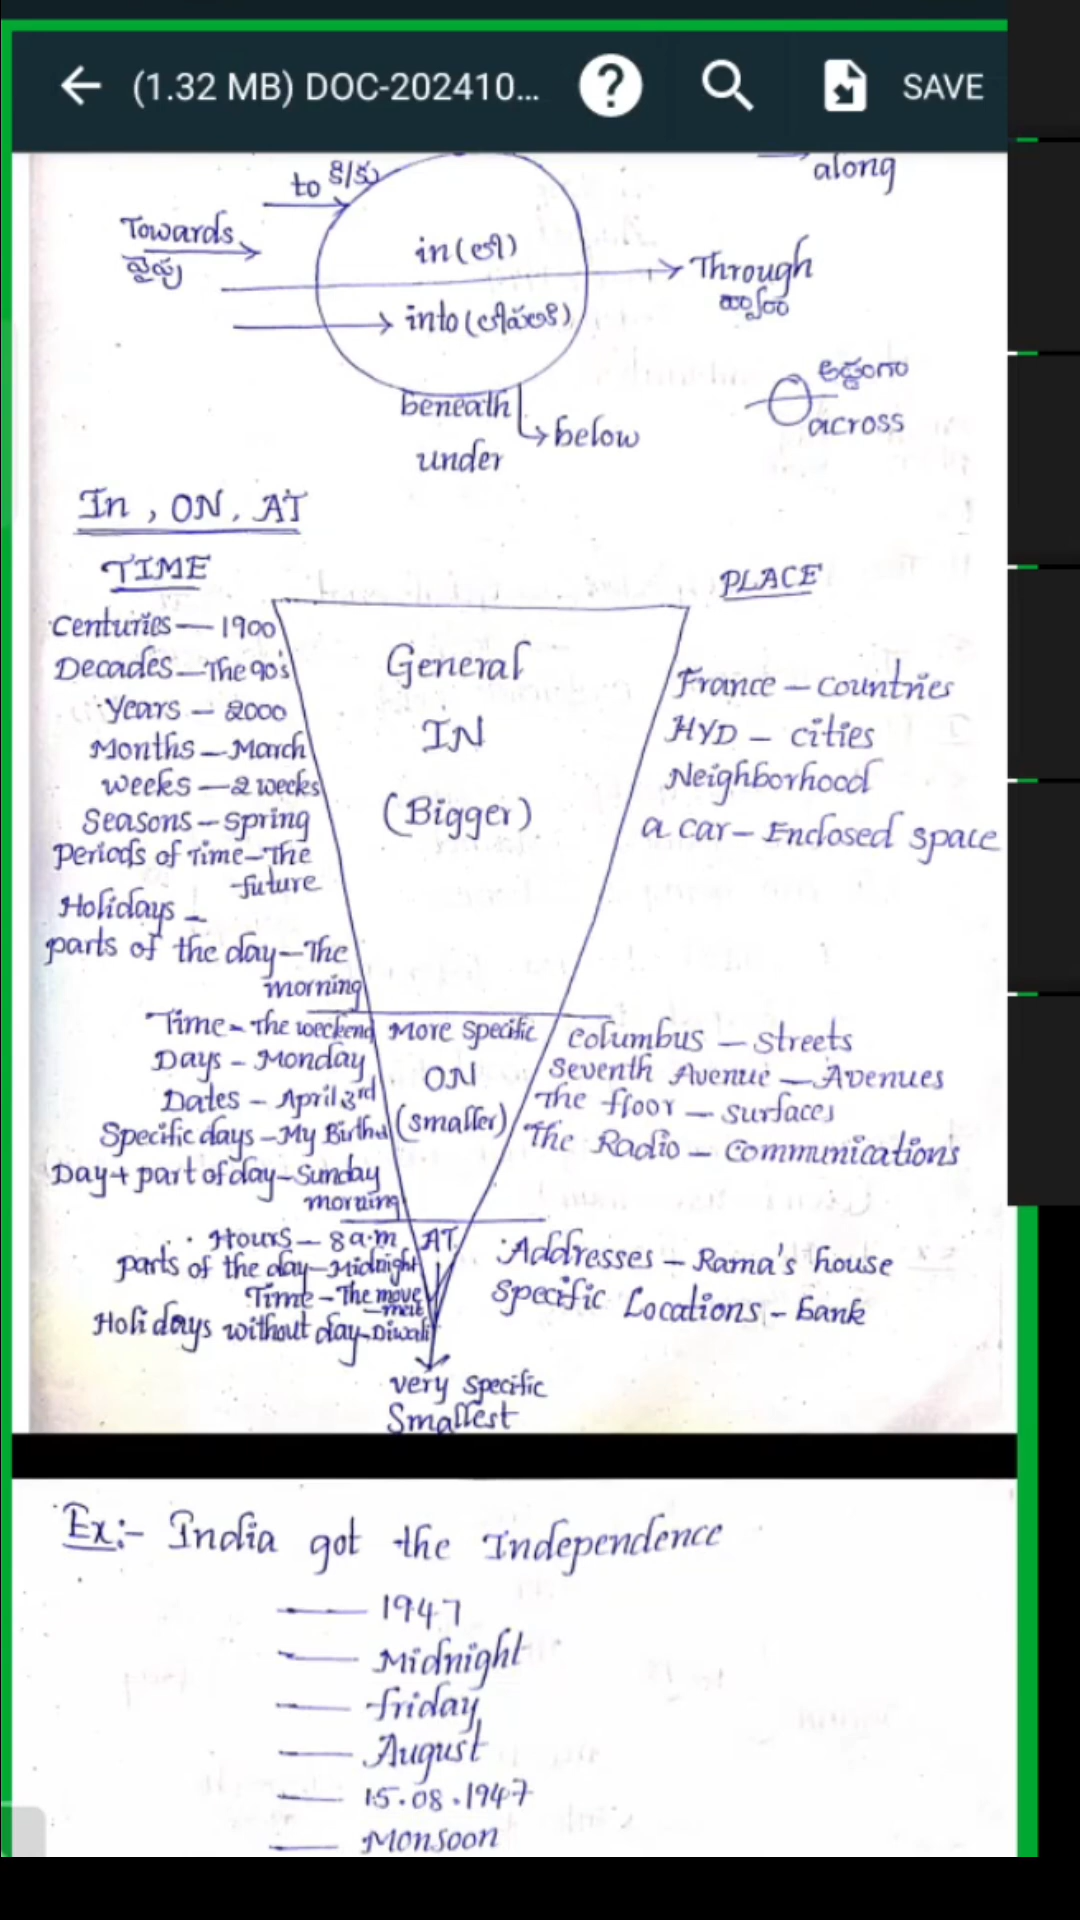 (1.32 MB) DOC-202410... ? SAVE
along
to కి/కు
Towards
వైపు
in (లో)
Through
ద్వారా
into (లోపలకి)
అడ్డంగా
across
beneath
below
under
In, ON, AT
TIME
PLACE
Centuries — 1900
Decades — The 90's
Years — 2000
Months — March
weeks — 2 weeks
Seasons — spring
Periods of Time — The
future
Holidays —
parts of the day — The
morning
General
IN
(Bigger)
France — countries
HYD — cities
Neighborhood
a car — Enclosed space
Time - The weekend
Days - Monday
Dates - April 3rd
Specific days - My Birthd
Day + part of day - Sunday
morning
More Specific
ON
(smaller)
Columbus — Streets
Seventh Avenue — Avenues
The floor — surfaces
The Radio — Communications
Hours — 8 a.m
parts of the day — Midnight
Time - The move
ment
Holidays without day - Diwali
AT
Addresses — Rama's house
Specific Locations - bank
very Specific
Smallest
Ex:- India got the Independence
—— 1947
—— Midnight
—— friday
—— August
—— 15.08.1947
—— Monsoon